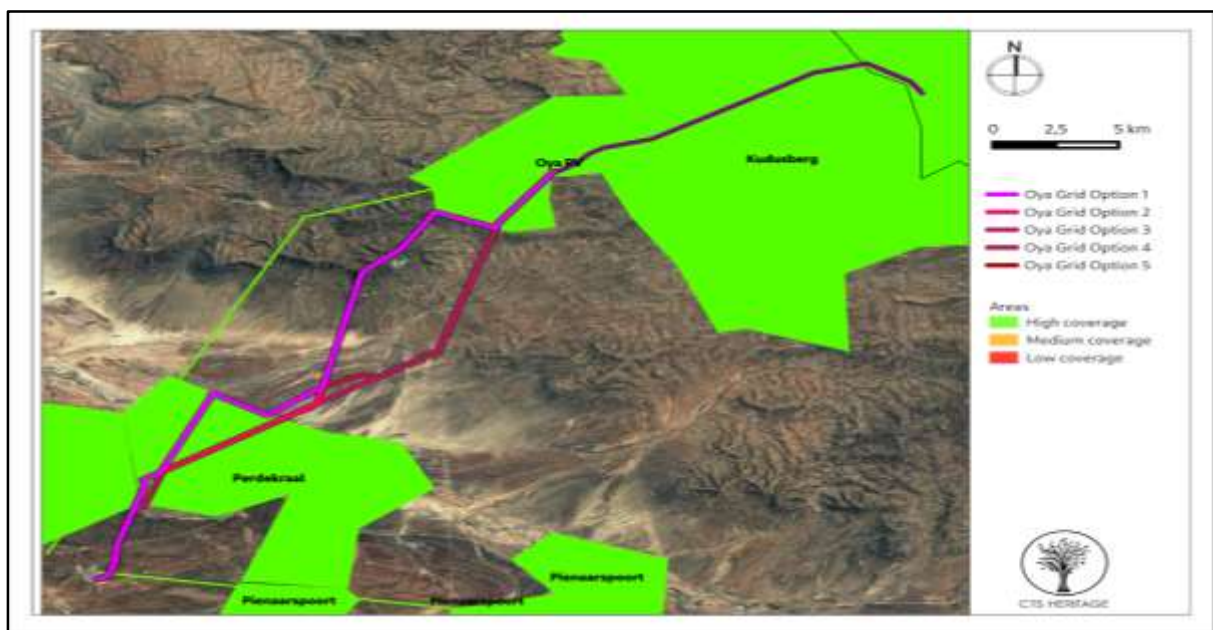 N
0 2,5 5 km
Oya PV
Kudusberg
Oya Grid Option 1
Oya Grid Option 2
Oya Grid Option 3
Oya Grid Option 4
Oya Grid Option 5
Areas
High coverage
Medium coverage
Low coverage
Perdekraal
Pienaarspoort
Pienaarspoort
Pienaarspoort
CTS HERITAGE